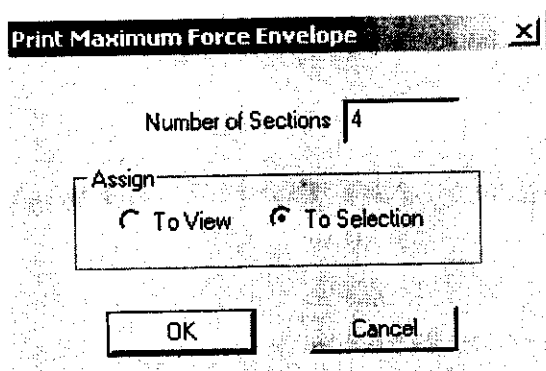 Print Maximum Force Envelope
Number of Sections 4
Assign
To View To Selection
OK Cancel